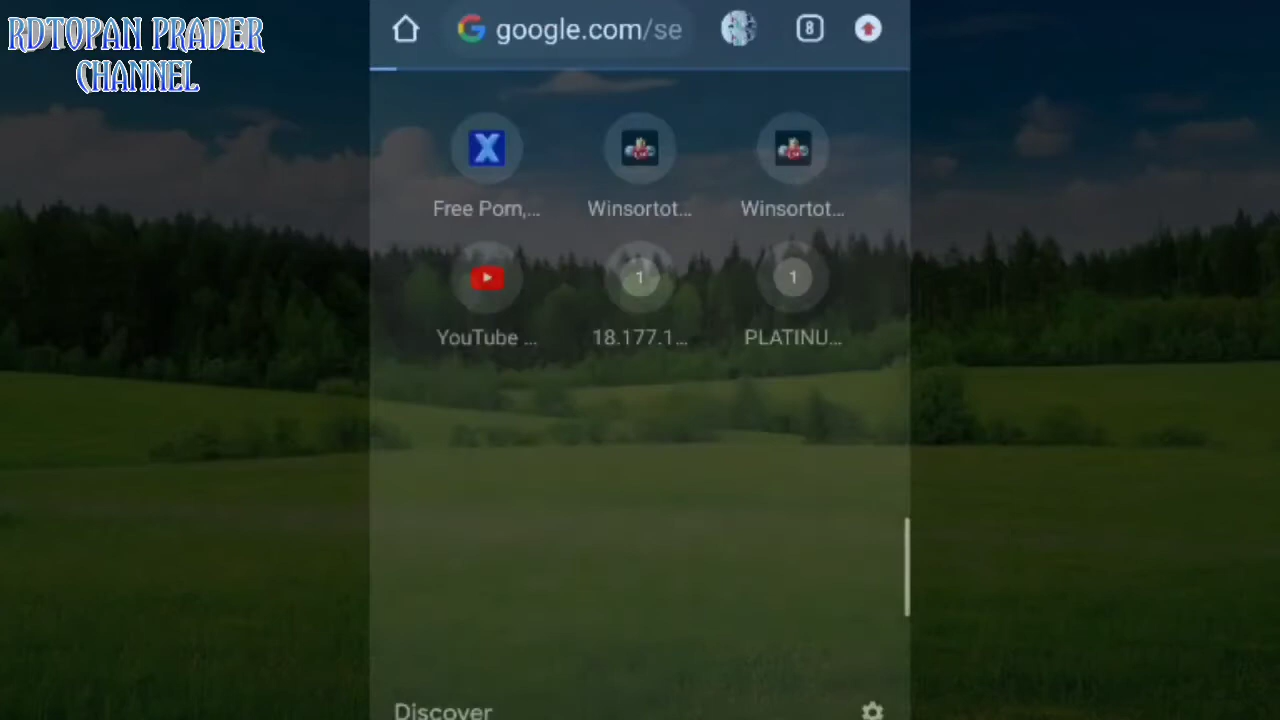 RDTOPAN PRADER
CHANNEL
google.com/se
8
X
Free Porn,...
Winsortot...
Winsortot...
1
1
YouTube ...
18.177.1...
PLATINU...
Discover